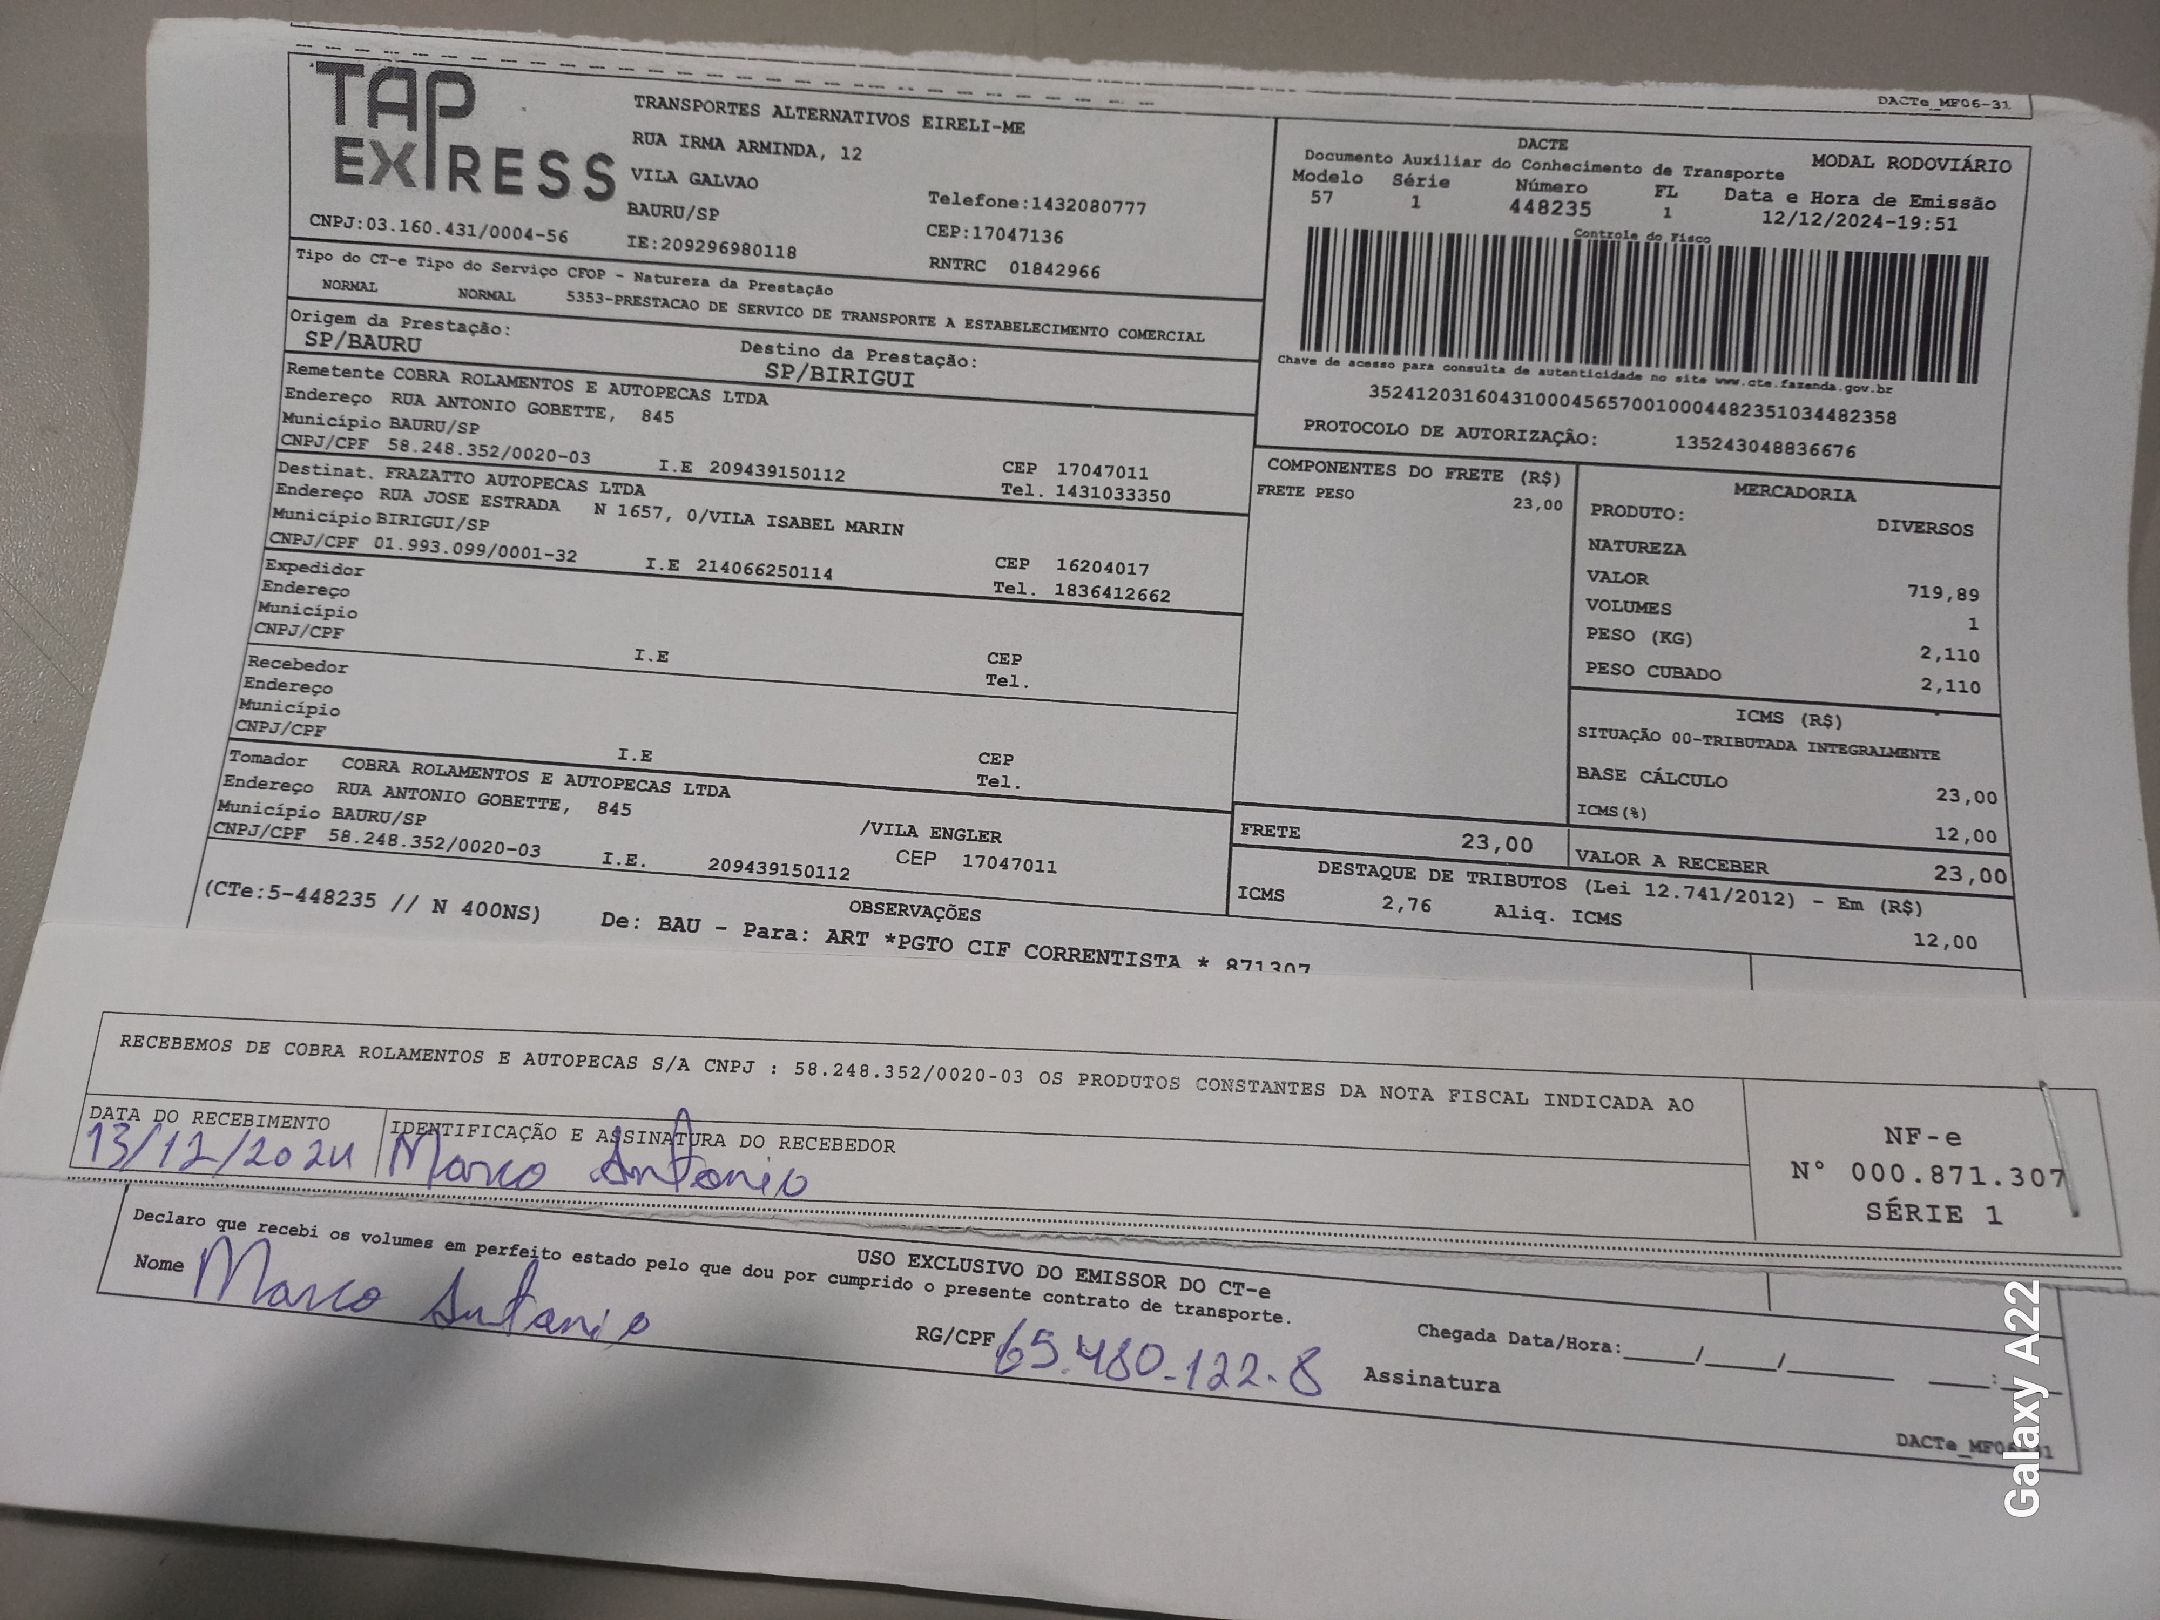 DACTe_MF06-31
TAP EXPRESS
TRANSPORTES ALTERNATIVOS EIRELI-ME
RUA IRMA ARMINDA, 12
VILA GALVAO
BAURU/SP
Telefone:1432080777
CEP:17047136
CNPJ:03.160.431/0004-56
IE:209296980118
RNTRC 01842966
DACTE
MODAL RODOVIÁRIO
Documento Auxiliar do Conhecimento de Transporte
Modelo Série Número FL Data e Hora de Emissão
57 1 448235 1 12/12/2024-19:51
Controle do Fisco
Chave de acesso para consulta de autenticidade no site www.cte.fazenda.gov.br
35241203160431000456570010004482351034482358
PROTOCOLO DE AUTORIZAÇÃO: 135243048836676
Tipo do CT-e Tipo do Serviço CFOP - Natureza da Prestação
NORMAL NORMAL 5353-PRESTACAO DE SERVICO DE TRANSPORTE A ESTABELECIMENTO COMERCIAL
Origem da Prestação: Destino da Prestação:
SP/BAURU SP/BIRIGUI
Remetente COBRA ROLAMENTOS E AUTOPECAS LTDA
Endereço RUA ANTONIO GOBETTE, 845
Município BAURU/SP CEP 17047011
CNPJ/CPF 58.248.352/0020-03 I.E 209439150112 Tel. 1431033350
Destinat. FRAZATTO AUTOPECAS LTDA
Endereço RUA JOSE ESTRADA N 1657, 0/VILA ISABEL MARIN
Município BIRIGUI/SP CEP 16204017
CNPJ/CPF 01.993.099/0001-32 I.E 214066250114 Tel. 1836412662
Expedidor
Endereço
Município CEP
CNPJ/CPF I.E Tel.
Recebedor
Endereço
Município CEP
CNPJ/CPF I.E Tel.
Tomador COBRA ROLAMENTOS E AUTOPECAS LTDA
Endereço RUA ANTONIO GOBETTE, 845 /VILA ENGLER
Município BAURU/SP CEP 17047011
CNPJ/CPF 58.248.352/0020-03 I.E. 209439150112
COMPONENTES DO FRETE (R$)
FRETE PESO 23,00
MERCADORIA
PRODUTO: DIVERSOS
NATUREZA
VALOR 719,89
VOLUMES 1
PESO (KG) 2,110
PESO CUBADO 2,110
ICMS (R$)
SITUAÇÃO 00-TRIBUTADA INTEGRALMENTE
BASE CÁLCULO 23,00
ICMS(%) 12,00
FRETE 23,00 VALOR A RECEBER 23,00
DESTAQUE DE TRIBUTOS (Lei 12.741/2012) - Em (R$)
ICMS 2,76 Aliq. ICMS 12,00
OBSERVAÇÕES
(CTe:5-448235 // N 400NS) De: BAU - Para: ART *PGTO CIF CORRENTISTA * 871307
RECEBEMOS DE COBRA ROLAMENTOS E AUTOPECAS S/A CNPJ : 58.248.352/0020-03 OS PRODUTOS CONSTANTES DA NOTA FISCAL INDICADA AO
DATA DO RECEBIMENTO IDENTIFICAÇÃO E ASSINATURA DO RECEBEDOR
13/12/2024 Marco Antonio
NF-e
N° 000.871.307
SÉRIE 1
USO EXCLUSIVO DO EMISSOR DO CT-e
Declaro que recebi os volumes em perfeito estado pelo que dou por cumprido o presente contrato de transporte.
Nome Marco Antonio RG/CPF 65.480.122-8
Chegada Data/Hora:____/____/______ ____:____
Assinatura
DACTe_MF06-31
Galaxy A22